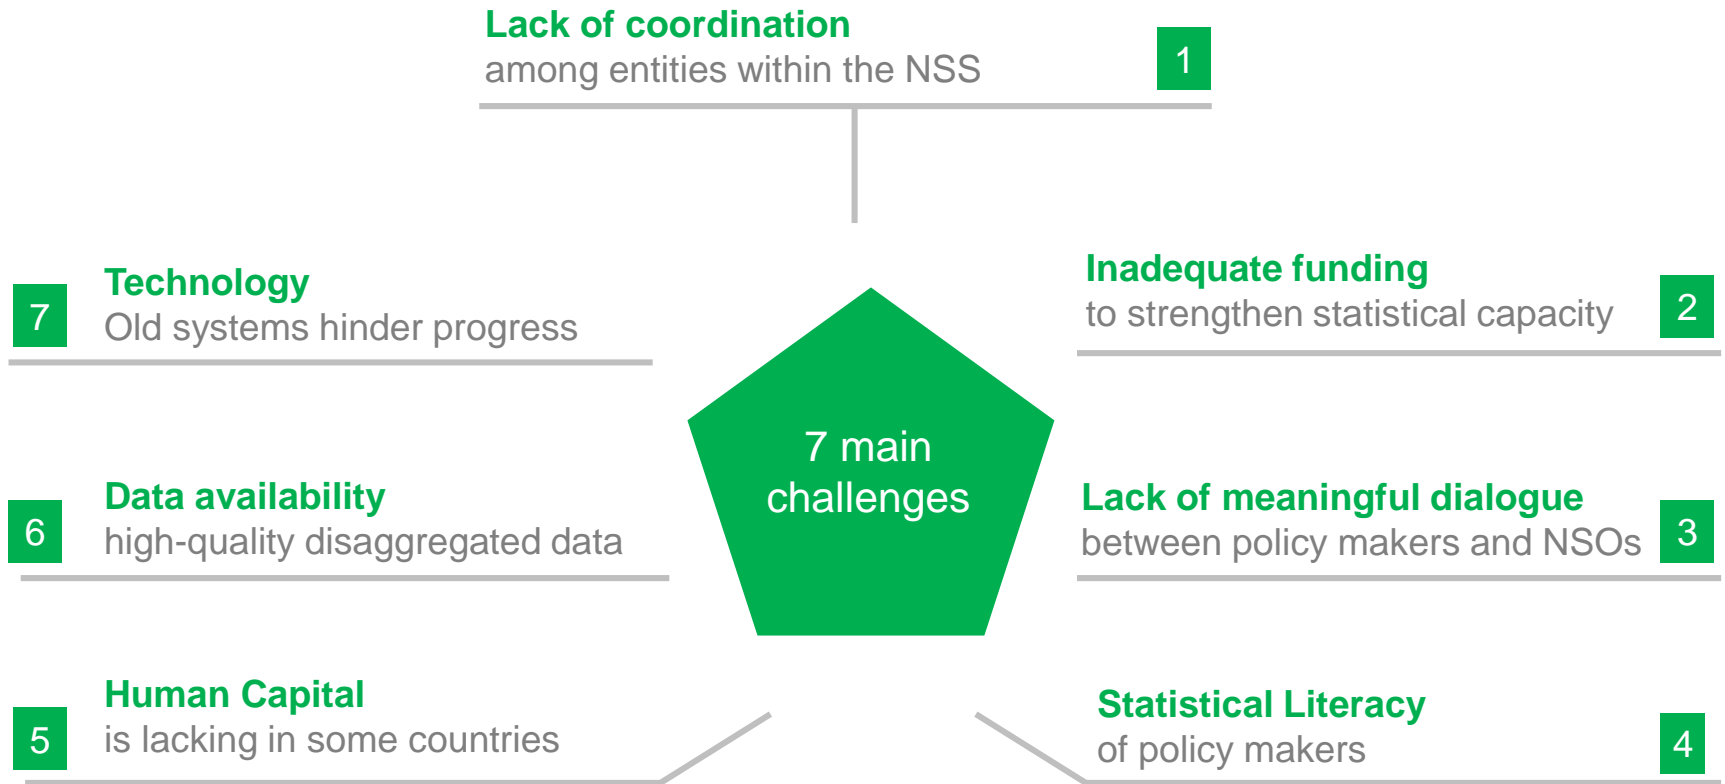 Lack of coordination
among entities within the NSS
1
Inadequate funding
to strengthen statistical capacity
2
Lack of meaningful dialogue
between policy makers and NSOs
3
Statistical Literacy
of policy makers
4
Human Capital
is lacking in some countries
5
Data availability
high-quality disaggregated data
6
Technology
Old systems hinder progress
7
7 main
challenges